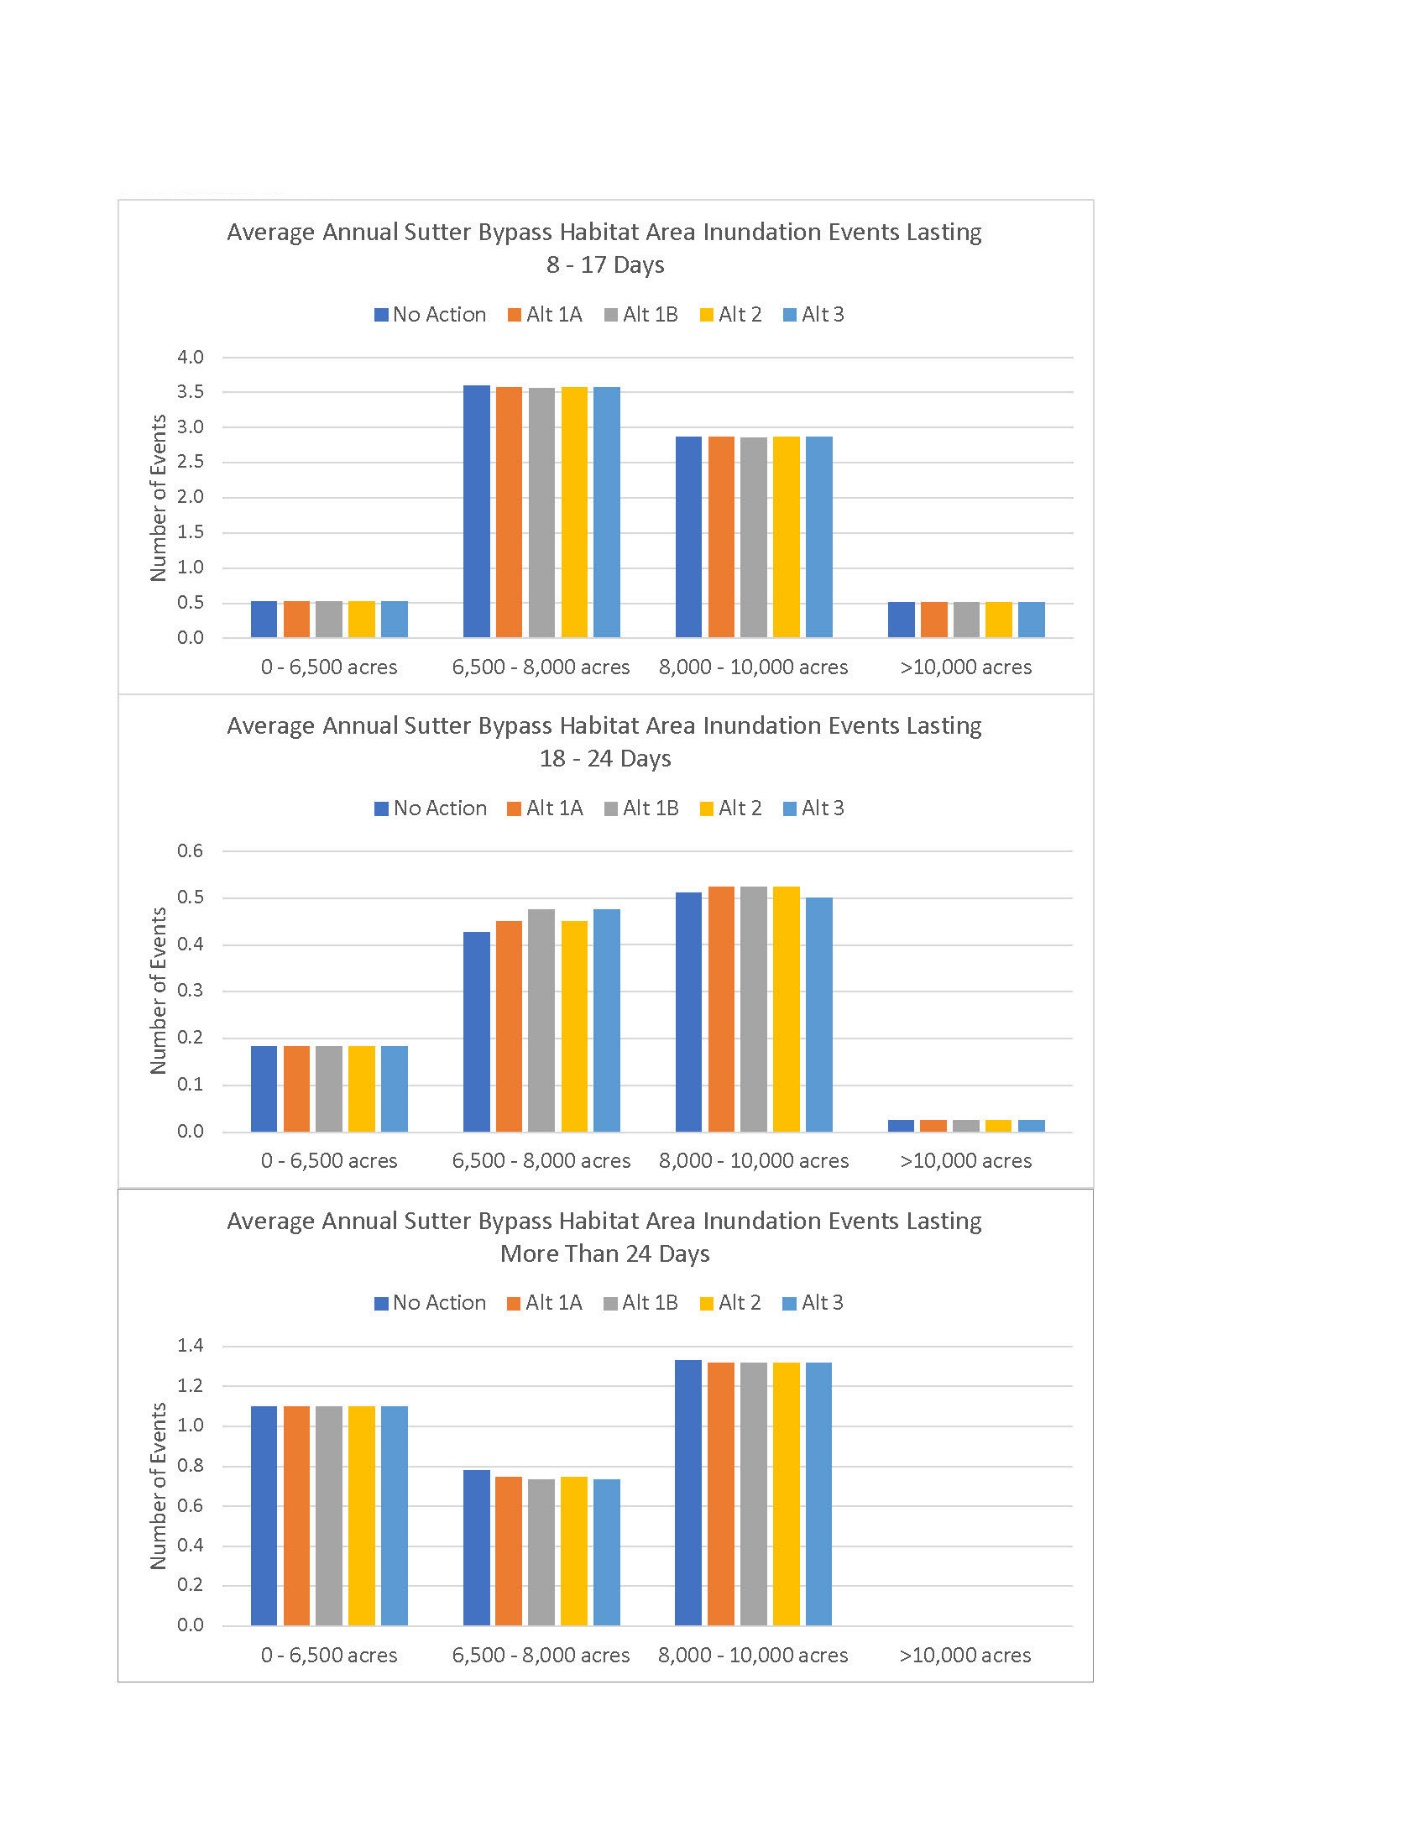 Average Annual Sutter Bypass Habitat Area Inundation Events Lasting
8 - 17 Days
No Action Alt 1A Alt 1B Alt 2 Alt 3
Number of Events
4.0
3.5
3.0
2.5
2.0
1.5
1.0
0.5
0.0
0 - 6,500 acres 6,500 - 8,000 acres 8,000 - 10,000 acres >10,000 acres
Average Annual Sutter Bypass Habitat Area Inundation Events Lasting
18 - 24 Days
No Action Alt 1A Alt 1B Alt 2 Alt 3
Number of Events
0.6
0.5
0.4
0.3
0.2
0.1
0.0
0 - 6,500 acres 6,500 - 8,000 acres 8,000 - 10,000 acres >10,000 acres
Average Annual Sutter Bypass Habitat Area Inundation Events Lasting
More Than 24 Days
No Action Alt 1A Alt 1B Alt 2 Alt 3
Number of Events
1.4
1.2
1.0
0.8
0.6
0.4
0.2
0.0
0 - 6,500 acres 6,500 - 8,000 acres 8,000 - 10,000 acres >10,000 acres